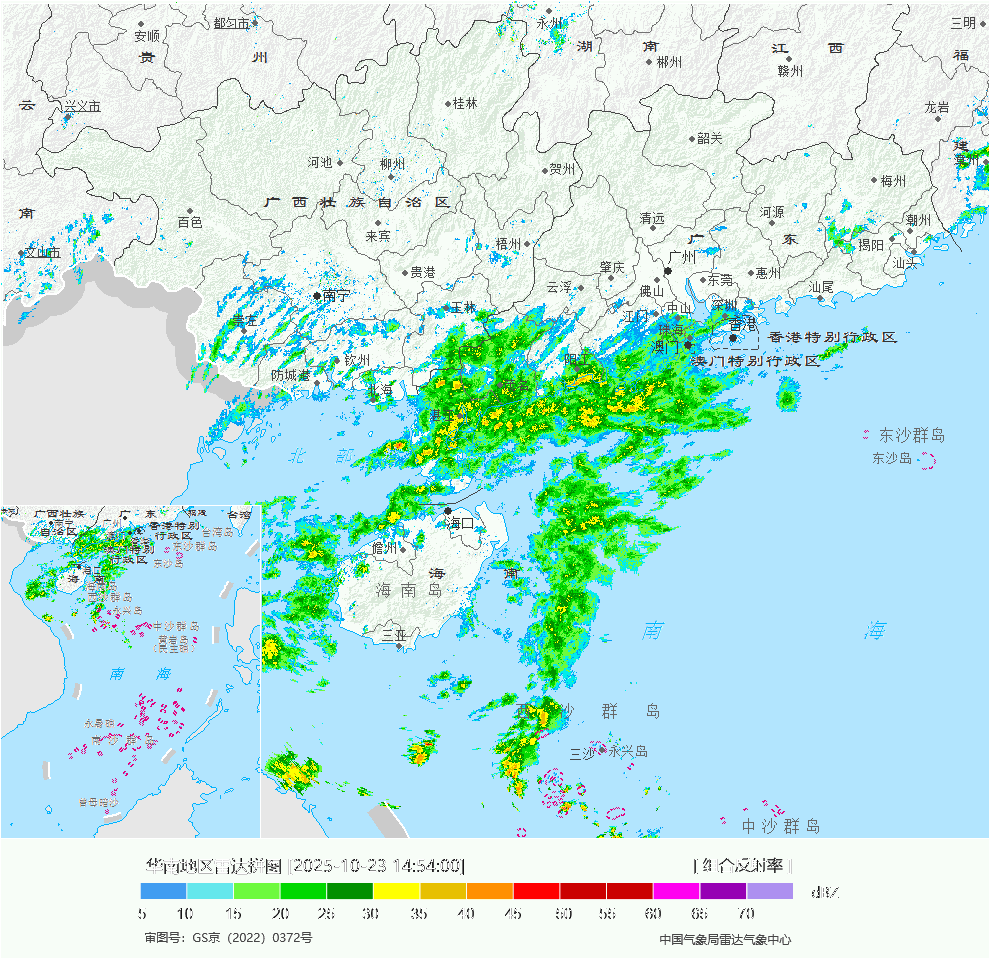 永州
三明
都匀市
安顺
贵 州
湖 南
江 西
福
郴州
赣州
云
兴义市
桂林
龙岩
韶关
建
漳州
河池
柳州
贺州
梅州
广西壮族自治区
南
百色
清远
河源
潮州
来宾
梧州
广 东
揭阳
文山市
广州
汕头
贵港
肇庆
惠州
东莞
云浮
佛山
汕尾
南宁
玉林
江门
中山
深圳
崇左
珠海
香港
香港特别行政区
澳门
澳门特别行政区
钦州
阳江
防城港
北海
湛江
东沙群岛
北 部
东沙岛
海口
儋州
海 南
海南岛
三亚
南 海
西 沙 群 岛
三沙
永兴岛
中沙群岛
广西壮族
自治区
广 东
香港特别
行政区
台湾
台湾岛
东沙群岛
东沙岛
行政区
永兴岛
中沙群岛
黄岩岛
南 海
南沙群岛
曾母暗沙
华南地区雷达拼图 [2025-10-23 14:54:00]
[ 组合反射率 ]
dBZ
5 10 15 20 25 30 35 40 45 50 55 60 65 70
审图号：GS京（2022）0372号
中国气象局雷达气象中心